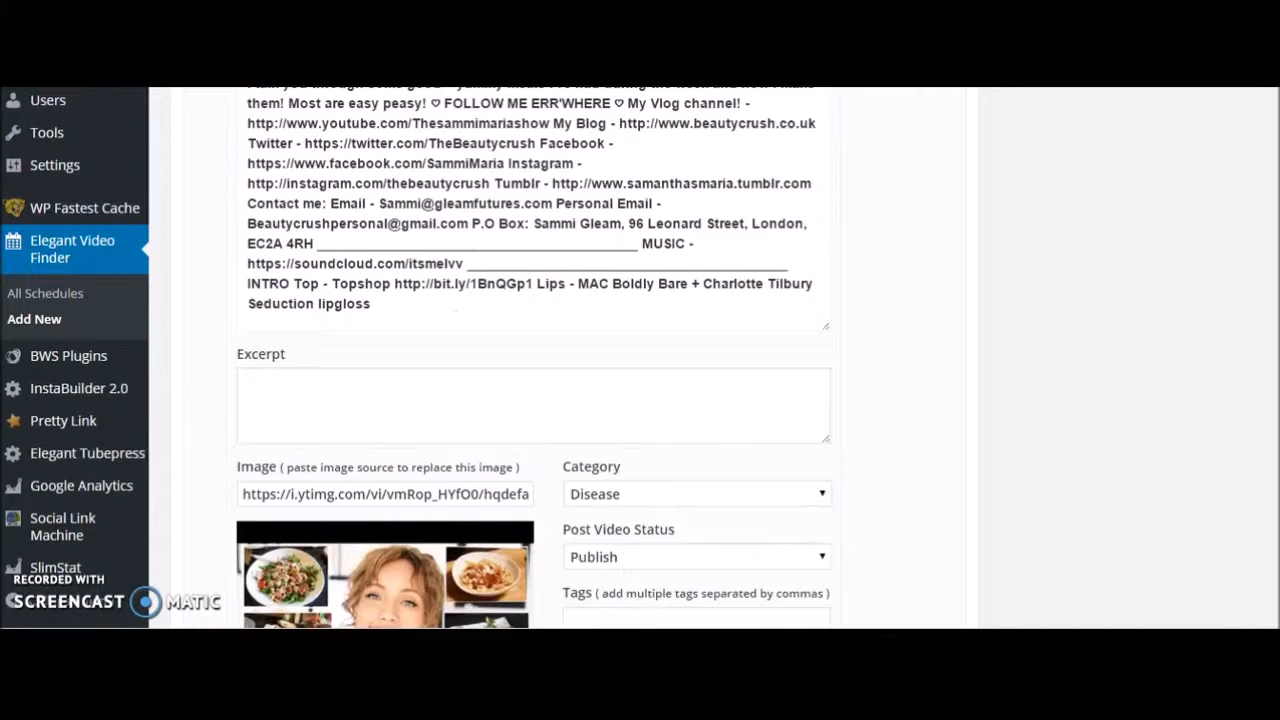 Users
Tools
Settings
WP Fastest Cache
Elegant Video
Finder
All Schedules
Add New
BWS Plugins
InstaBuilder 2.0
Pretty Link
Elegant Tubepress
Google Analytics
Social Link
Machine
SlimStat
RECORDED WITH
SCREENCAST MATIC
them! Most are easy peasy! ♡ FOLLOW ME ERR'WHERE ♡ My Vlog channel! -
http://www.youtube.com/Thesammimariashow My Blog - http://www.beautycrush.co.uk
Twitter - https://twitter.com/TheBeautycrush Facebook -
https://www.facebook.com/SammiMaria Instagram -
http://instagram.com/thebeautycrush Tumblr - http://www.samanthasmaria.tumblr.com
Contact me: Email - Sammi@gleamfutures.com Personal Email -
Beautycrushpersonal@gmail.com P.O Box: Sammi Gleam, 96 Leonard Street, London,
EC2A 4RH ________________________________________ MUSIC -
https://soundcloud.com/itsmelvv ________________________________________
INTRO Top - Topshop http://bit.ly/1BnQGp1 Lips - MAC Boldly Bare + Charlotte Tilbury
Seduction lipgloss
Excerpt
Image ( paste image source to replace this image )
https://i.ytimg.com/vi/vmRop_HYfO0/hqdefa
Category
Disease
Post Video Status
Publish
Tags ( add multiple tags separated by commas )